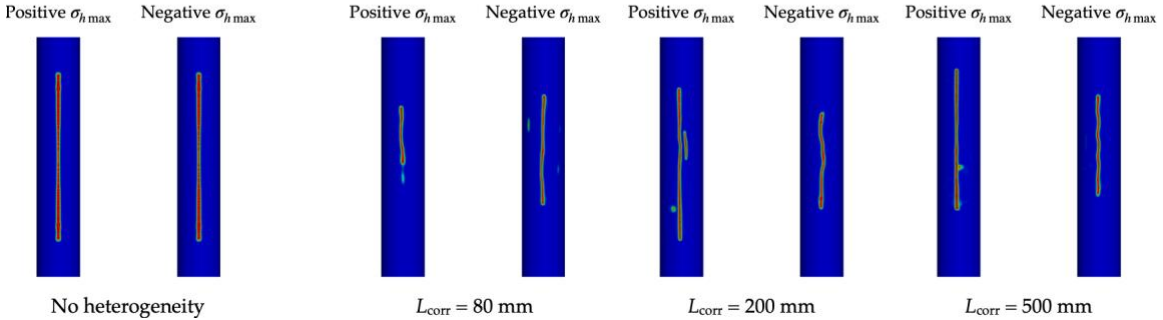 Positive σh max Negative σh max Positive σh max Negative σh max Positive σh max Negative σh max Positive σh max Negative σh max
No heterogeneity Lcorr = 80 mm Lcorr = 200 mm Lcorr = 500 mm